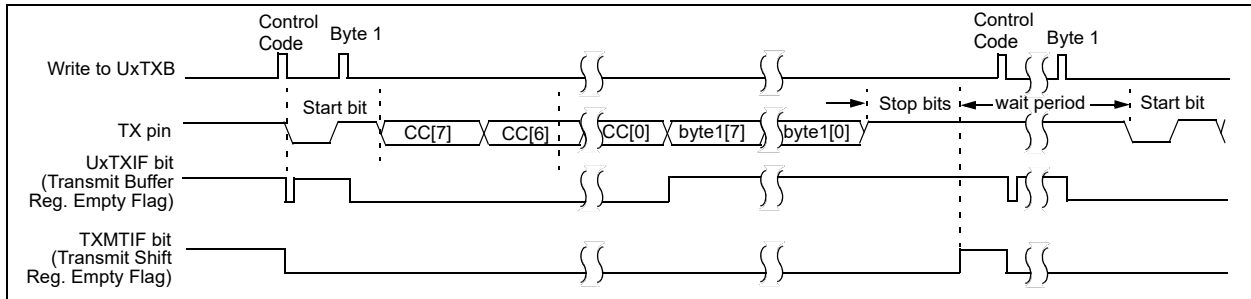 Control
Code
Byte 1
Control
Code
Byte 1
Write to UxTXB
Start bit
Stop bits
wait period
Start bit
TX pin
CC[7]
CC[6]
CC[0]
byte1[7]
byte1[0]
UxTXIF bit
(Transmit Buffer
Reg. Empty Flag)
TXMTIF bit
(Transmit Shift
Reg. Empty Flag)